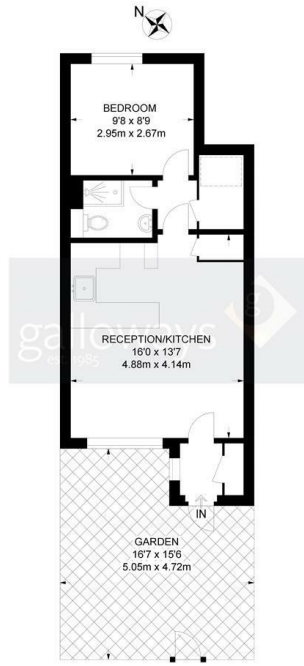 N
BEDROOM
9'8 x 8'9
2.95m x 2.67m
RECEPTION/KITCHEN
16'0 x 13'7
4.88m x 4.14m
galloways
est. 1985
g
IN
GARDEN
16'7 x 15'6
5.05m x 4.72m